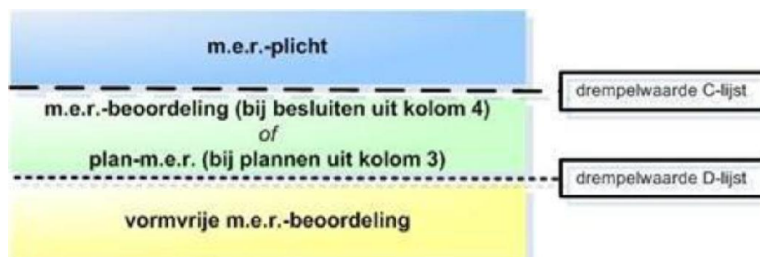 m.e.r.-plicht
drempelwaarde C-lijst
m.e.r.-beoordeling (bij besluiten uit kolom 4)
of
plan-m.e.r. (bij plannen uit kolom 3)
drempelwaarde D-lijst
vormvrije m.e.r.-beoordeling